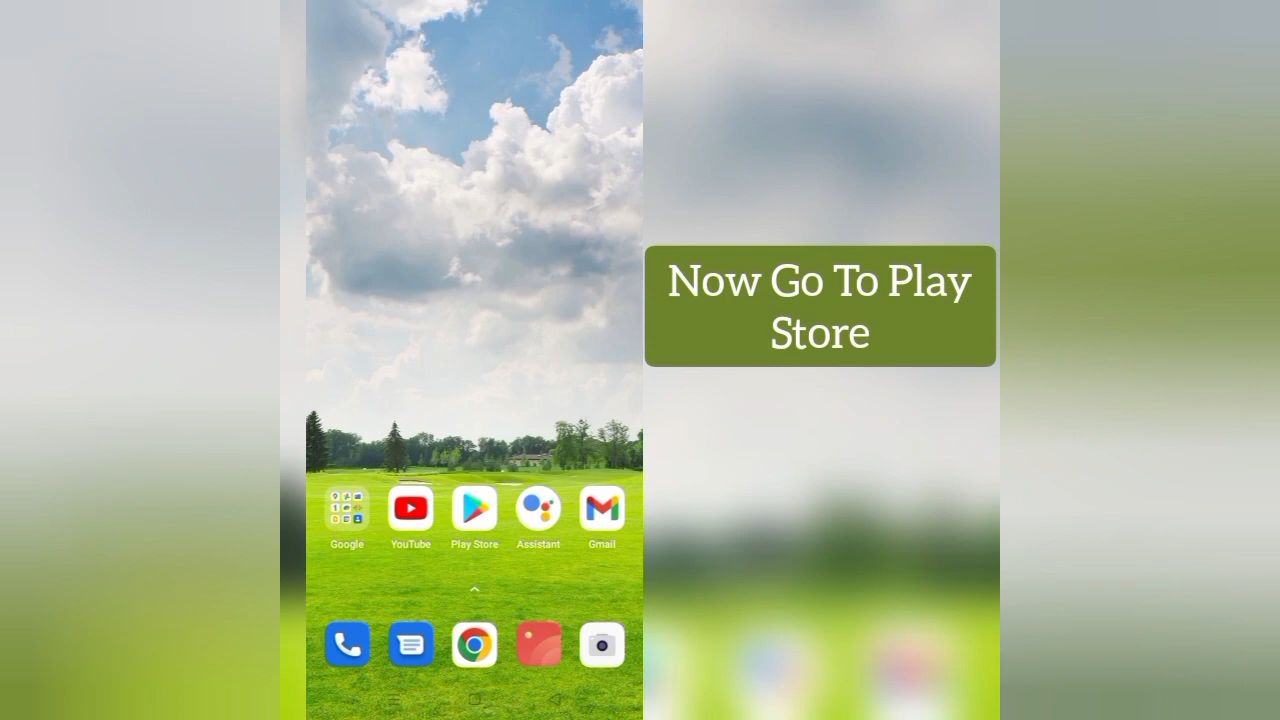 Now Go To Play
Store
Google
YouTube
Play Store
Assistant
Gmail